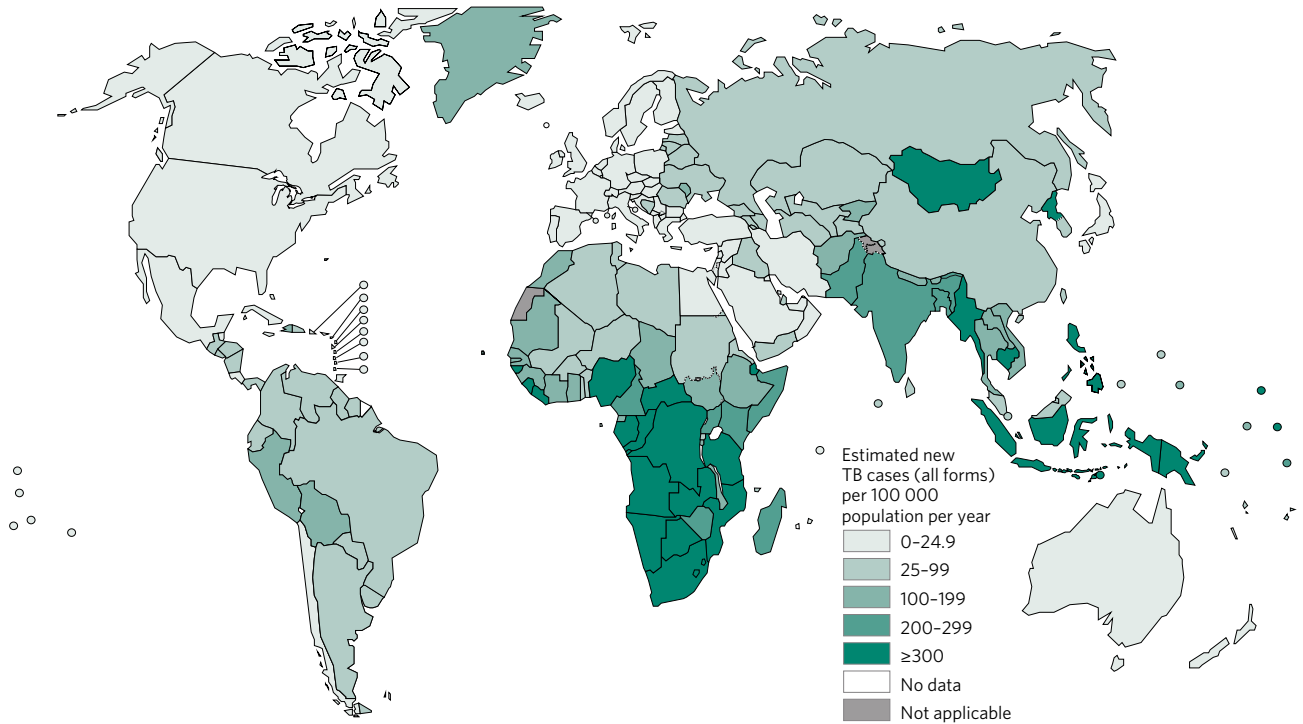 Estimated new
TB cases (all forms)
per 100 000
population per year
0–24.9
25–99
100–199
200–299
≥300
No data
Not applicable